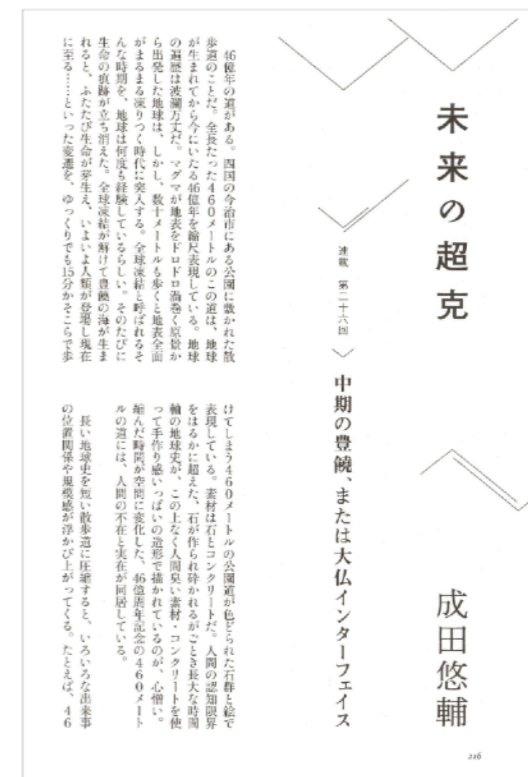 未来の超克
成田悠輔
連載 第二十六回
中期の豊饒、または大仏インターフェイス
46億年の道がある。四国の今治市にある公園に敷かれた散
歩道のことだ。全長たった460メートルのこの道は、地球
が生まれてから今にいたる46億年を縮尺表現している。地球
の遍歴は波瀾万丈だ。マグマが地表をドロドロ渦巻く原景か
ら出発した地球は、しかし、数十メートルも歩くと地表全面
がまるまる凍りつく時代に突入する。全球凍結と呼ばれるそ
んな時期を、地球は何度も経験しているらしい。そのたびに
生命の痕跡が立ち消えた。全球凍結が解けて豊饒の海が生ま
れると、ふたたび生命が芽生え、いよいよ人類が登場し現在
に至る……といった変遷を、ゆっくりでも15分かそこらで歩
けてしまう460メートルの公園道が色どられた石群と絵で
表現している。素材は石とコンクリートだ。人間の認知限界
をはるかに超えた、石が作られ砕かれるがごとき長大な時間
軸の地球史が、この上なく人間臭い素材・コンクリートを使
って手作り感いっぱいの造形で描かれているのが、心憎い。
縮んだ時間が空間に変化した、46億周年記念の460メート
ルの道には、人間の不在と実在が同居している。
長い地球史を短い散歩道に圧縮すると、いろいろな出来事
の位置関係や規模感が浮かび上がってくる。たとえば、46
216